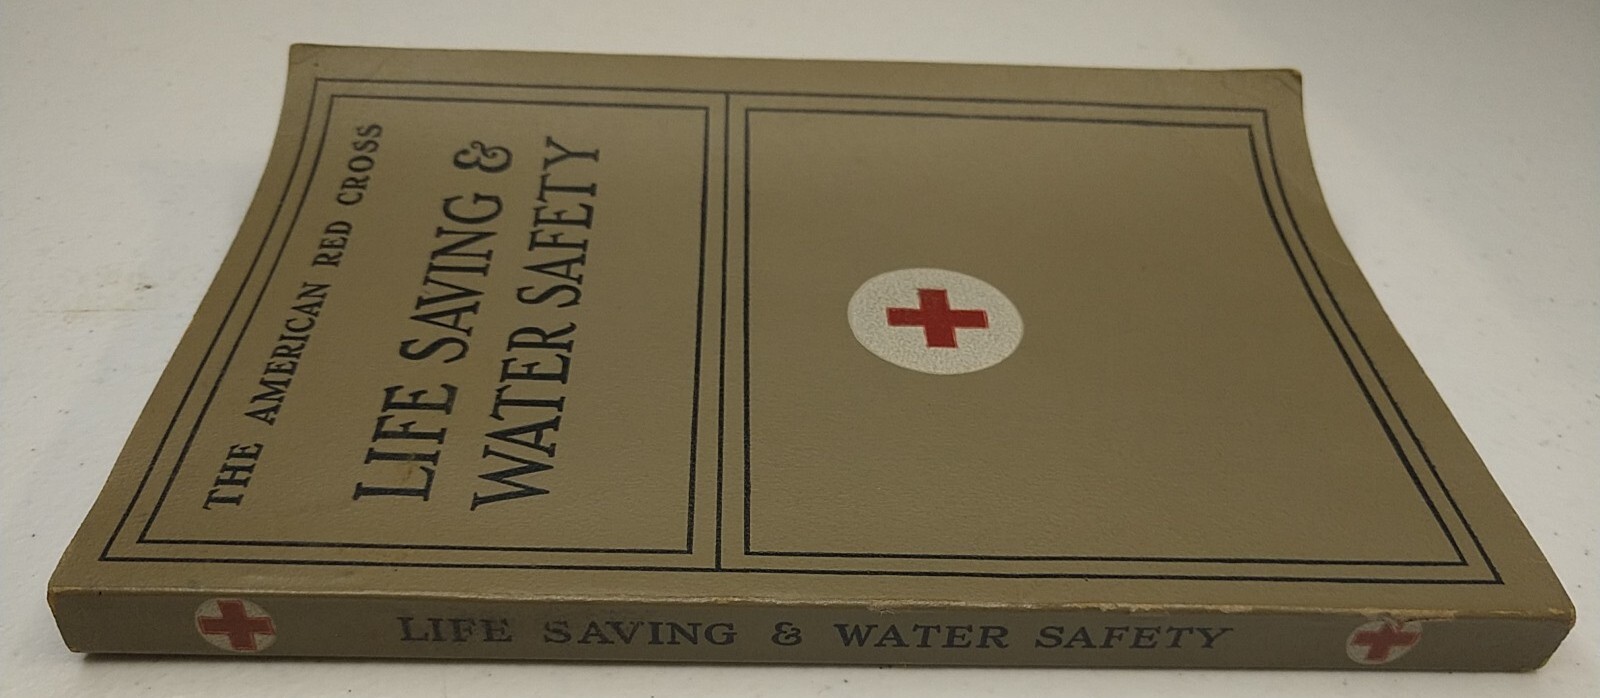 THE AMERICAN RED CROSS
LIFE SAVING &
WATER SAFETY
LIFE SAVING & WATER SAFETY